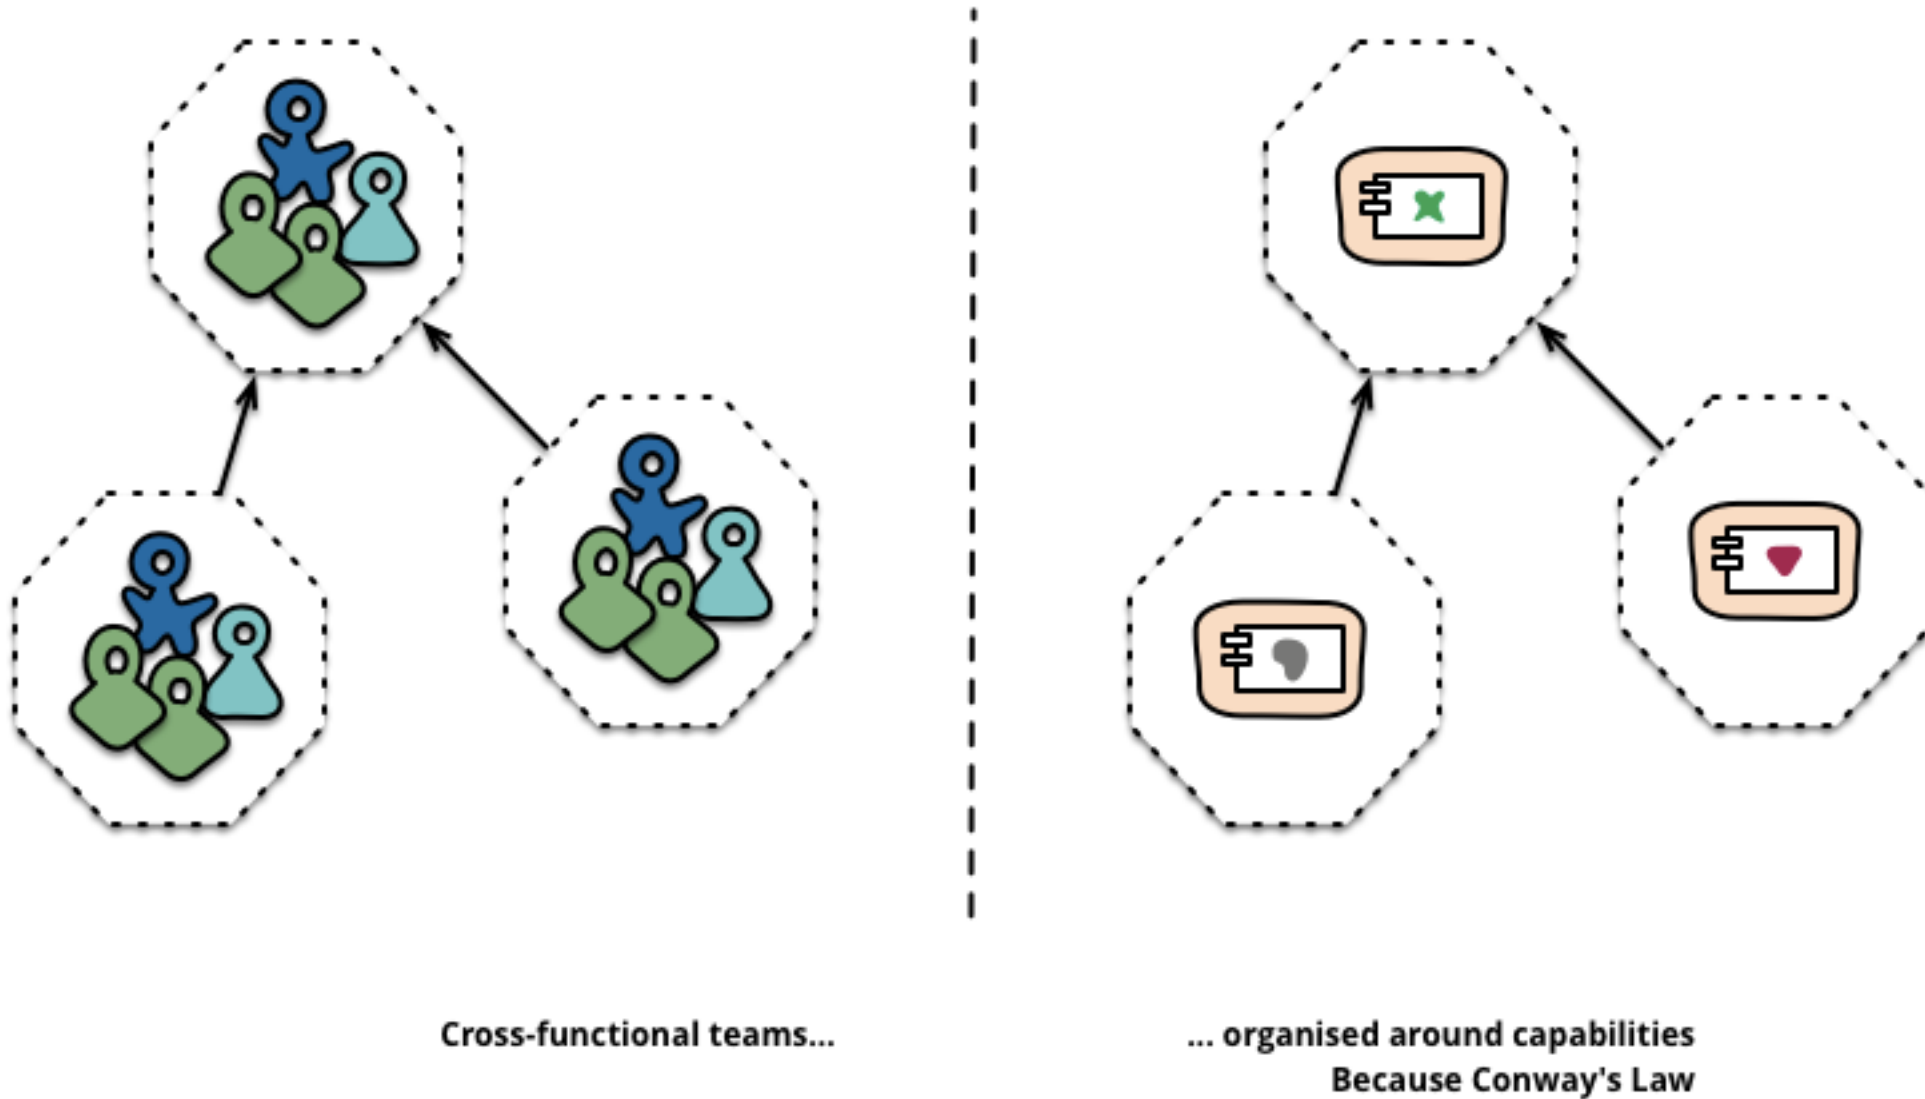 Cross-functional teams...
... organised around capabilities
Because Conway's Law